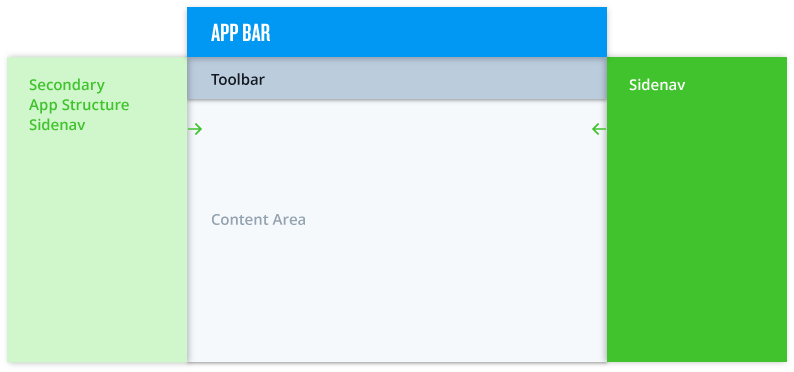 APP BAR
Secondary
App Structure
Sidenav
Toolbar
Sidenav
Content Area